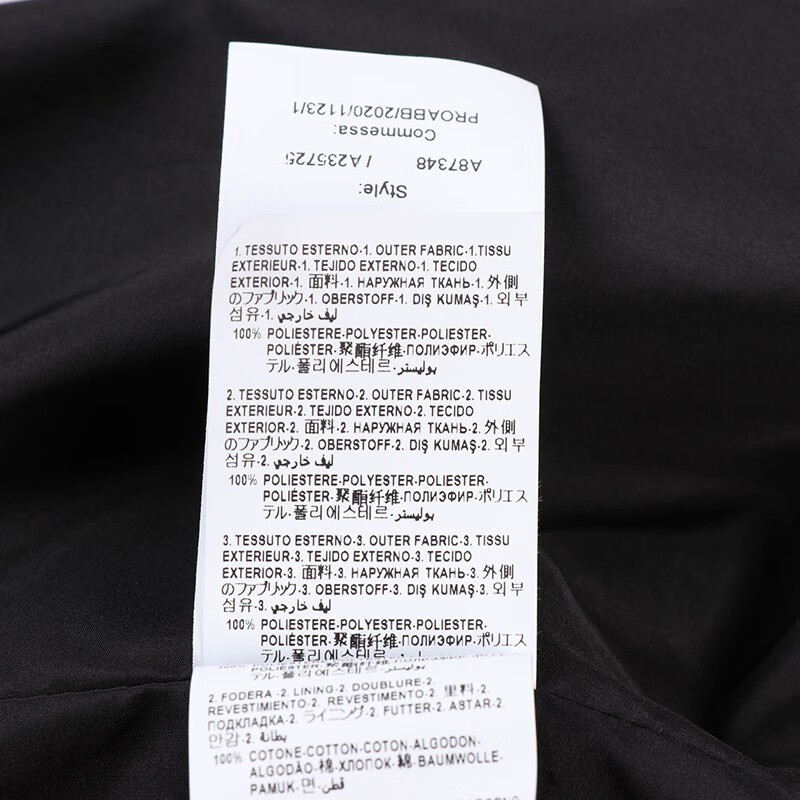 PROABB/2020/1123/1
Commessa:
A87348 / A235725
Style:
1. TESSUTO ESTERNO-1. OUTER FABRIC-1.TISSU
EXTERIEUR-1. TEJIDO EXTERNO-1. TECIDO
EXTERIOR-1. 面料-1. НАРУЖНАЯ ТКАНЬ-1. 外側
のファブリック-1. OBERSTOFF-1. DIŞ KUMAŞ-1. 외부
섬유-1. ليف خارجي
100% POLIESTERE-POLYESTER-POLYESTER-
POLIÉSTER-聚酯纤维-ПОЛИЭФИР-ポリエス
テル-폴리에스테르-بوليستر
2. TESSUTO ESTERNO-2. OUTER FABRIC-2. TISSU
EXTERIEUR-2. TEJIDO EXTERNO-2. TECIDO
EXTERIOR-2. 面料-2. НАРУЖНАЯ ТКАНЬ-2. 外側
のファブリック-2. OBERSTOFF-2. DIŞ KUMAŞ-2. 외부
섬유-2. ليف خارجي
100% POLIESTERE-POLYESTER-POLIESTER-
POLIÉSTER-聚酯纤维-ПОЛИЭФИР-ポリエス
テル-폴리에스테르-بوليستر
3. TESSUTO ESTERNO-3. OUTER FABRIC-3. TISSU
EXTERIEUR-3. TEJIDO EXTERNO-3. TECIDO
EXTERIOR-3. 面料-3. НАРУЖНАЯ ТКАНЬ-3. 外側
のファブリック-3. OBERSTOFF-3. DIŞ KUMAŞ-3. 외부
섬유-3. ليف خارجي
100% POLIESTERE-POLYESTER-POLYESTER-
POLIÉSTER-聚酯纤维-ПОЛИЭФИР-ポリエス
テル-폴리에스테르-
2. FODERA-2. LINING-2. DOUBLURE-2.
REVESTIMIENTO-2. REVESTIMENTO-2. 里料-2.
ПОДКЛАДКА-2. ライニング-2. FUTTER-2. ASTAR-2.
안감-2. بطانة
100% COTONE-COTTON-COTON-ALGODON-
ALGODÃO-棉-ХЛОПОК-綿-BAUMWOLLE-
PAMUK-면-قطن